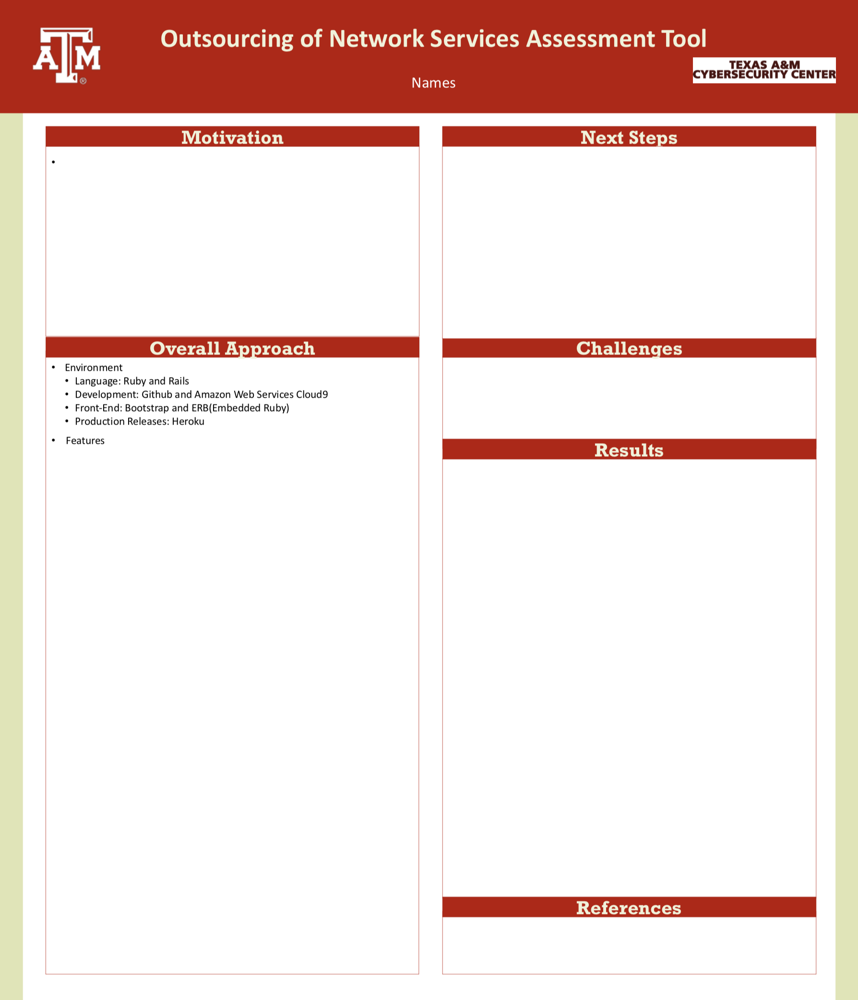 Outsourcing of Network Services Assessment Tool
ATM®
TEXAS A&M
CYBERSECURITY CENTER
Names
Motivation
•
Overall Approach
• Environment
• Language: Ruby and Rails
• Development: Github and Amazon Web Services Cloud9
• Front-End: Bootstrap and ERB(Embedded Ruby)
• Production Releases: Heroku
• Features
Next Steps
Challenges
Results
References